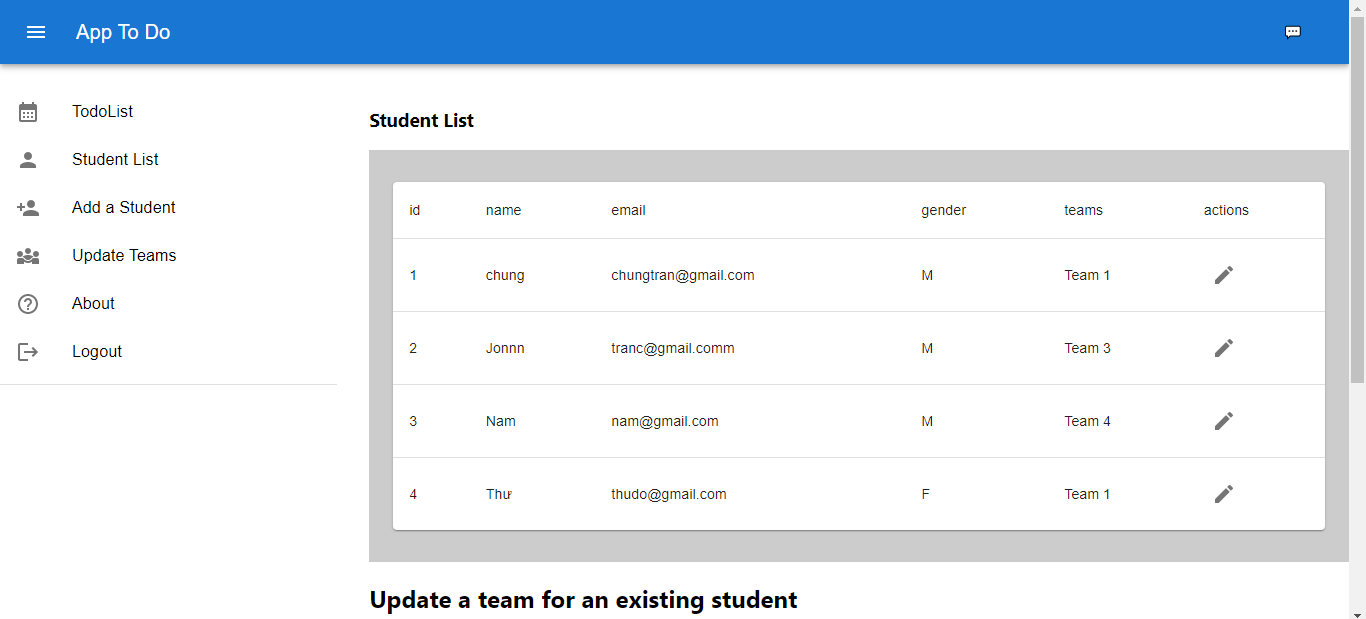 App To Do
TodoList
Student List
Add a Student
Update Teams
About
Logout
Student List
id name email gender teams actions
1 chung chungtran@gmail.com M Team 1
2 Jonnn tranc@gmail.comm M Team 3
3 Nam nam@gmail.com M Team 4
4 Thư thudo@gmail.com F Team 1
Update a team for an existing student